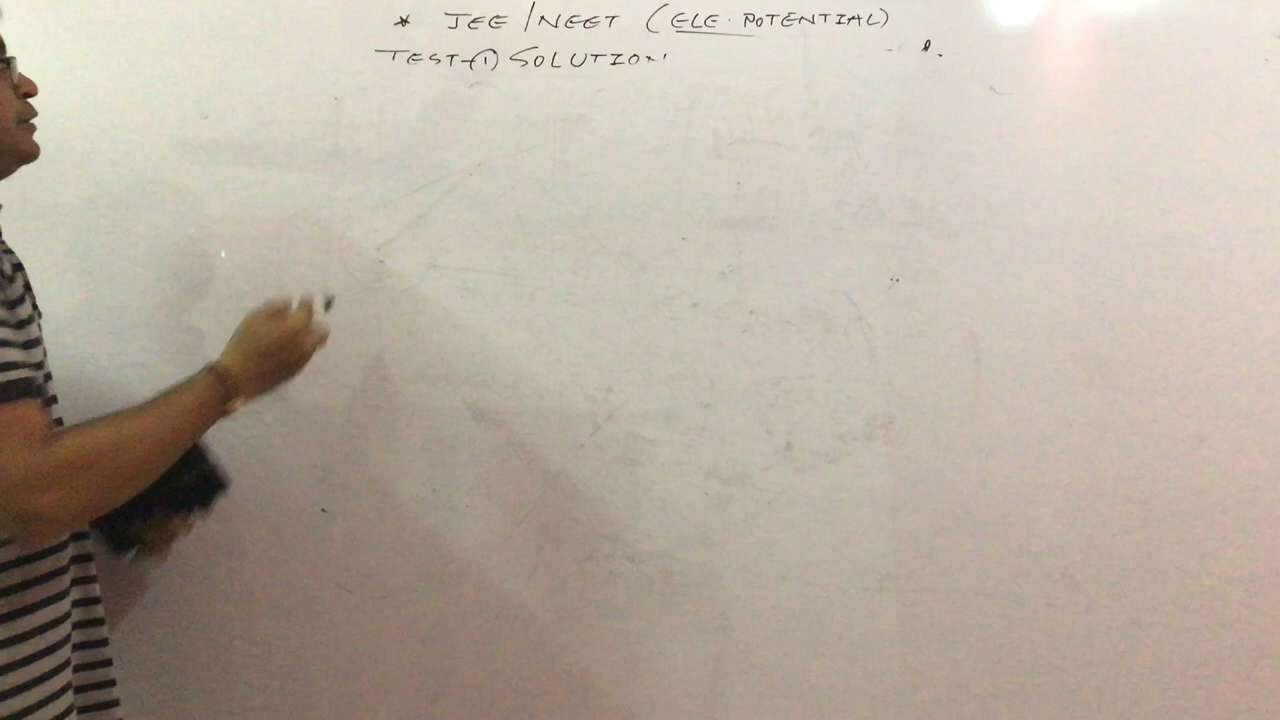 * JEE/NEET (ELE. POTENTIAL)
TEST-(1) SOLUTION